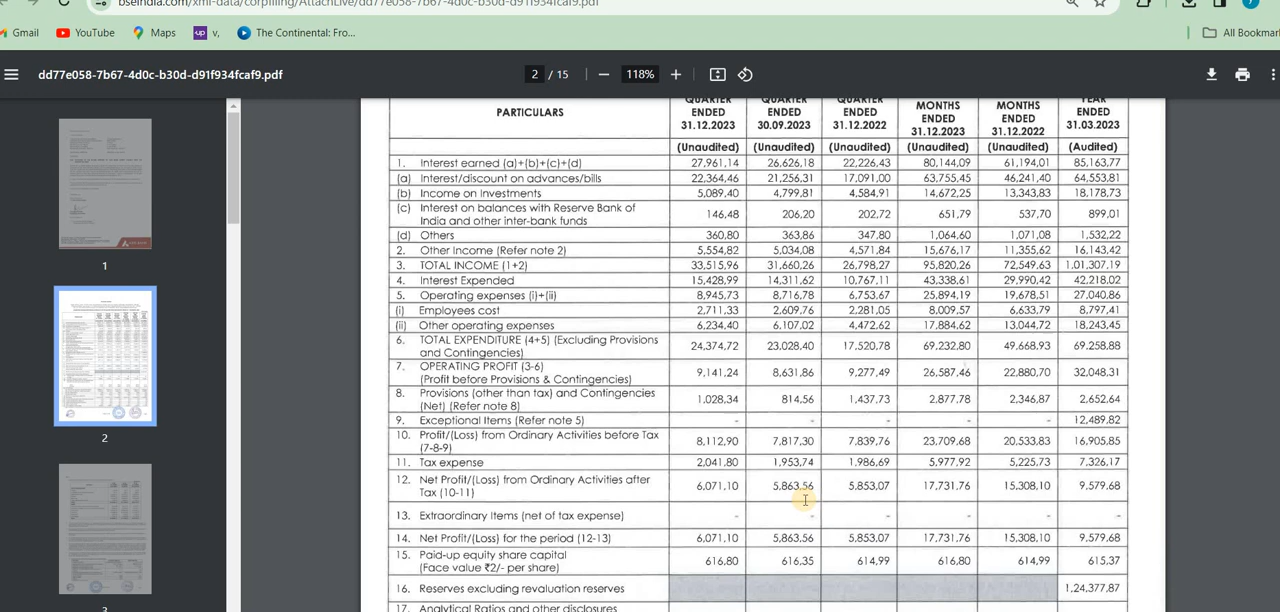 bseindia.com/xml-data/corpfiling/AttachLive/dd77e058-7b67-4d0c-b30d-d91f934fcaf9.pdf
Gmail YouTube Maps up v, The Continental: Fro... All Bookmar
dd77e058-7b67-4d0c-b30d-d91f934fcaf9.pdf 2 / 15 118%
PARTICULARS QUARTER ENDED 31.12.2023 QUARTER ENDED 30.09.2023 QUARTER ENDED 31.12.2022 MONTHS ENDED 31.12.2023 MONTHS ENDED 31.12.2022 YEAR ENDED 31.03.2023
(Unaudited) (Unaudited) (Unaudited) (Unaudited) (Unaudited) (Audited)
1. Interest earned (a)+(b)+(c)+(d) 27,961,14 26,626,18 22,226,43 80,144,09 61,194,01 85,163,77
(a) Interest/discount on advances/bills 22,364,46 21,256,31 17,091,00 63,755,45 46,241,40 64,553,81
(b) Income on Investments 5,089,40 4,799,81 4,584,91 14,672,25 13,343,83 18,178,73
(c) Interest on balances with Reserve Bank of
India and other inter-bank funds 146,48 206,20 202,72 651,79 537,70 899,01
(d) Others 360,80 363,86 347,80 1,064,60 1,071,08 1,532,22
2. Other Income (Refer note 2) 5,554,82 5,034,08 4,571,84 15,676,17 11,355,62 16,143,42
3. TOTAL INCOME (1+2) 33,515,96 31,660,26 26,798,27 95,820,26 72,549,63 1,01,307,19
4. Interest Expended 15,428,99 14,311,62 10,767,11 43,338,61 29,990,42 42,218,02
5. Operating expenses (i)+(ii) 8,945,73 8,716,78 6,753,67 25,894,19 19,678,51 27,040,86
(i) Employees cost 2,711,33 2,609,76 2,281,05 8,009,57 6,633,79 8,797,41
(ii) Other operating expenses 6,234,40 6,107,02 4,472,62 17,884,62 13,044,72 18,243,45
6. TOTAL EXPENDITURE (4+5) (Excluding Provisions
and Contingencies) 24,374,72 23,028,40 17,520,78 69,232,80 49,668,93 69,258,88
7. OPERATING PROFIT (3-6)
(Profit before Provisions & Contingencies) 9,141,24 8,631,86 9,277,49 26,587,46 22,880,70 32,048,31
8. Provisions (other than tax) and Contingencies
(Net) (Refer note 8) 1,028,34 814,56 1,437,73 2,877,78 2,346,87 2,652,64
9. Exceptional Items (Refer note 5) - - - - - 12,489,82
10. Profit/(Loss) from Ordinary Activities before Tax
(7-8-9) 8,112,90 7,817,30 7,839,76 23,709,68 20,533,83 16,905,85
11. Tax expense 2,041,80 1,953,74 1,986,69 5,977,92 5,225,73 7,326,17
12. Net Profit/(Loss) from Ordinary Activities after
Tax (10-11) 6,071,10 5,863,56 5,853,07 17,731,76 15,308,10 9,579,68
13. Extraordinary Items (net of tax expense) - - - - - -
14. Net Profit/(Loss) for the period (12-13) 6,071,10 5,863,56 5,853,07 17,731,76 15,308,10 9,579,68
15. Paid-up equity share capital
(Face value ₹2/- per share) 616,80 616,35 614,99 616,80 614,99 615,37
16. Reserves excluding revaluation reserves 1,24,377,87
17. Analytical Ratios and other disclosures
1
2
3